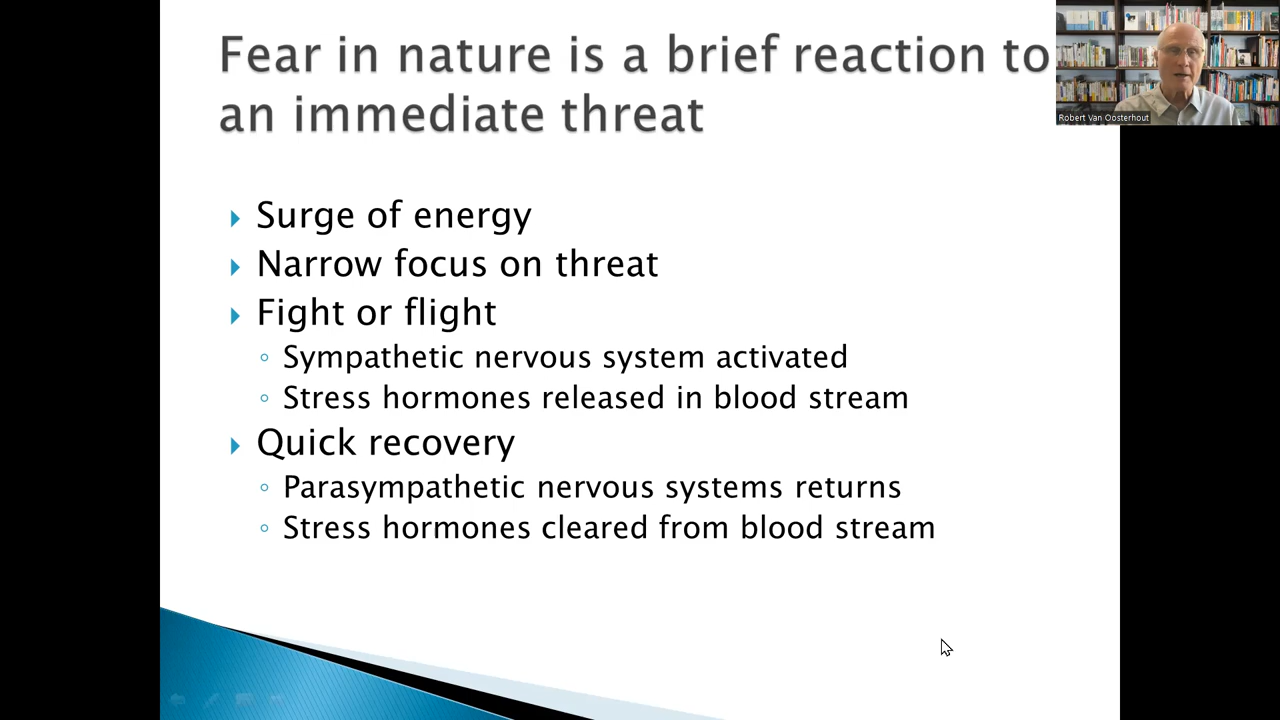 Fear in nature is a brief reaction to
an immediate threat
Robert Van Oosterhout
Surge of energy
Narrow focus on threat
Fight or flight
Sympathetic nervous system activated
Stress hormones released in blood stream
Quick recovery
Parasympathetic nervous systems returns
Stress hormones cleared from blood stream